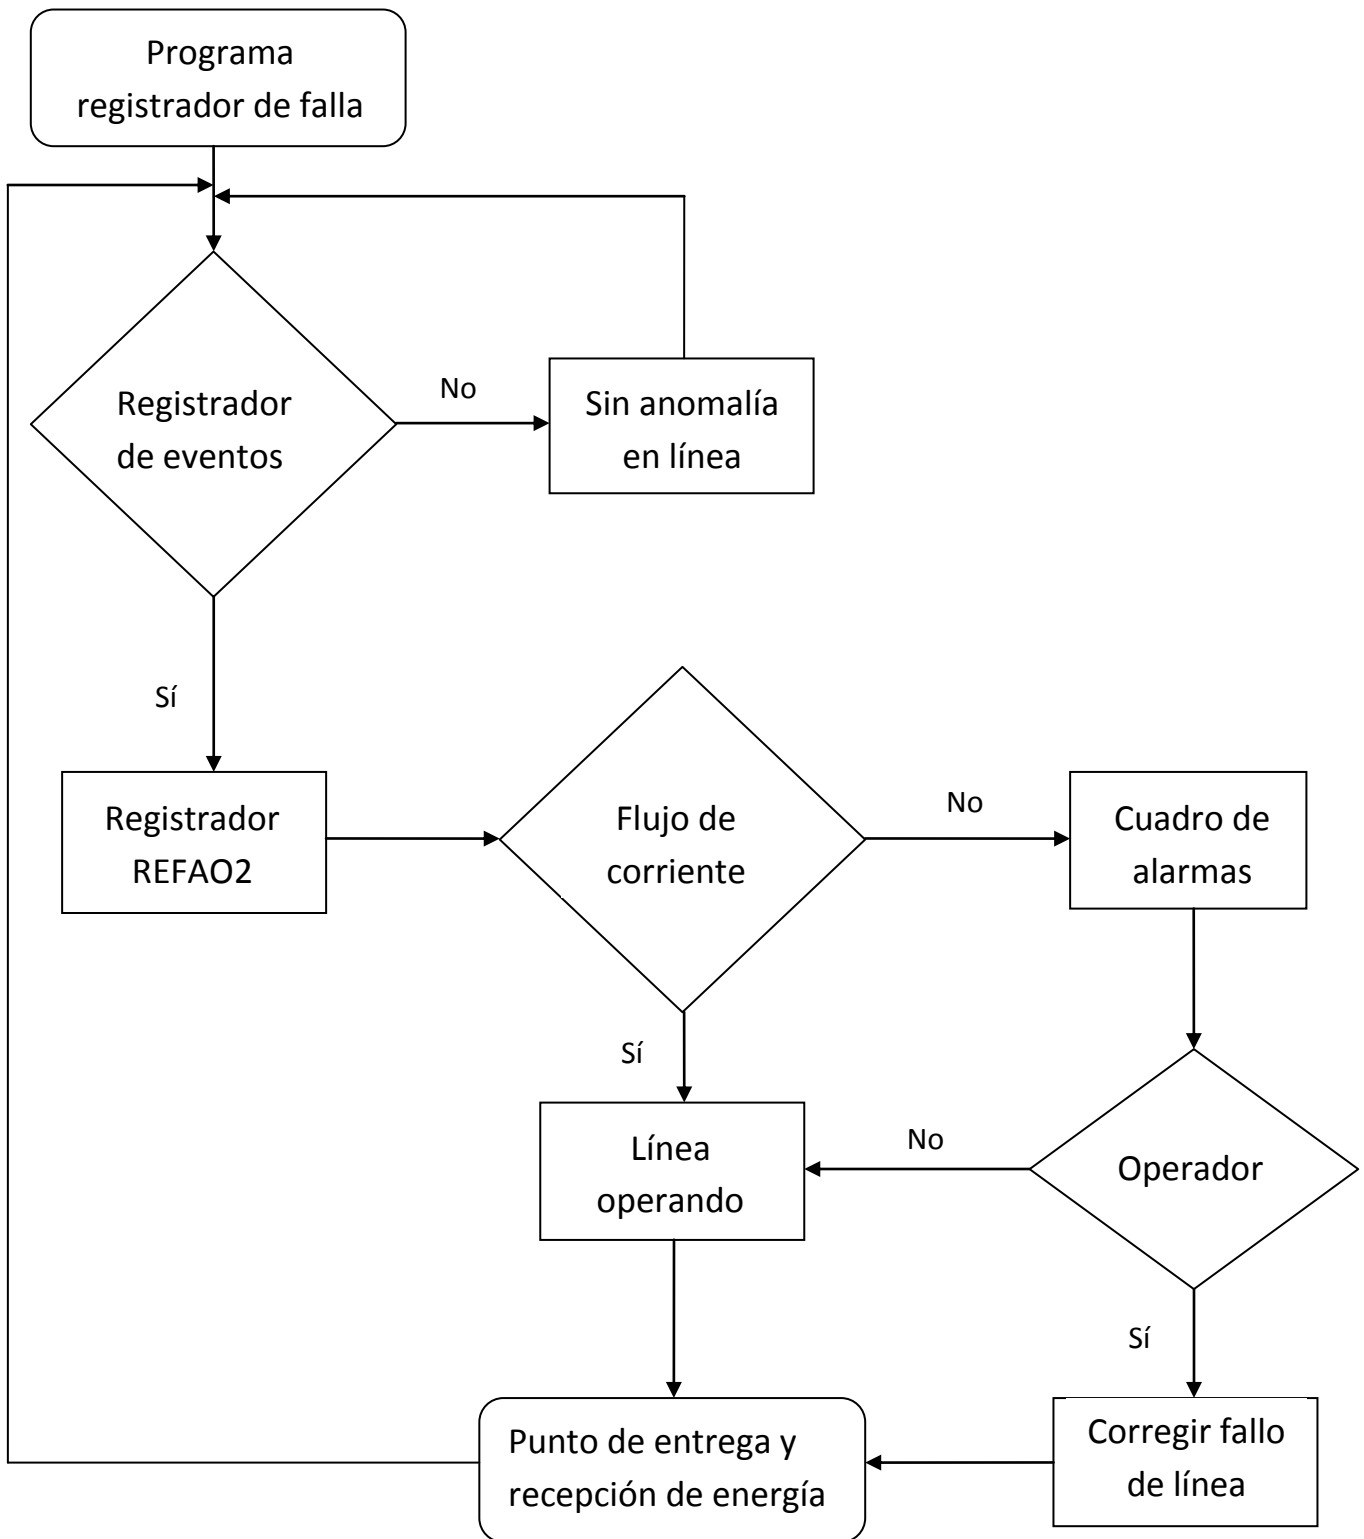 Programa
registrador de falla
No
Registrador
de eventos
Sin anomalía
en línea
Sí
Registrador
REFAO2
Flujo de
corriente
No
Cuadro de
alarmas
Sí
Línea
operando
No
Operador
Sí
Punto de entrega y
recepción de energía
Corregir fallo
de línea